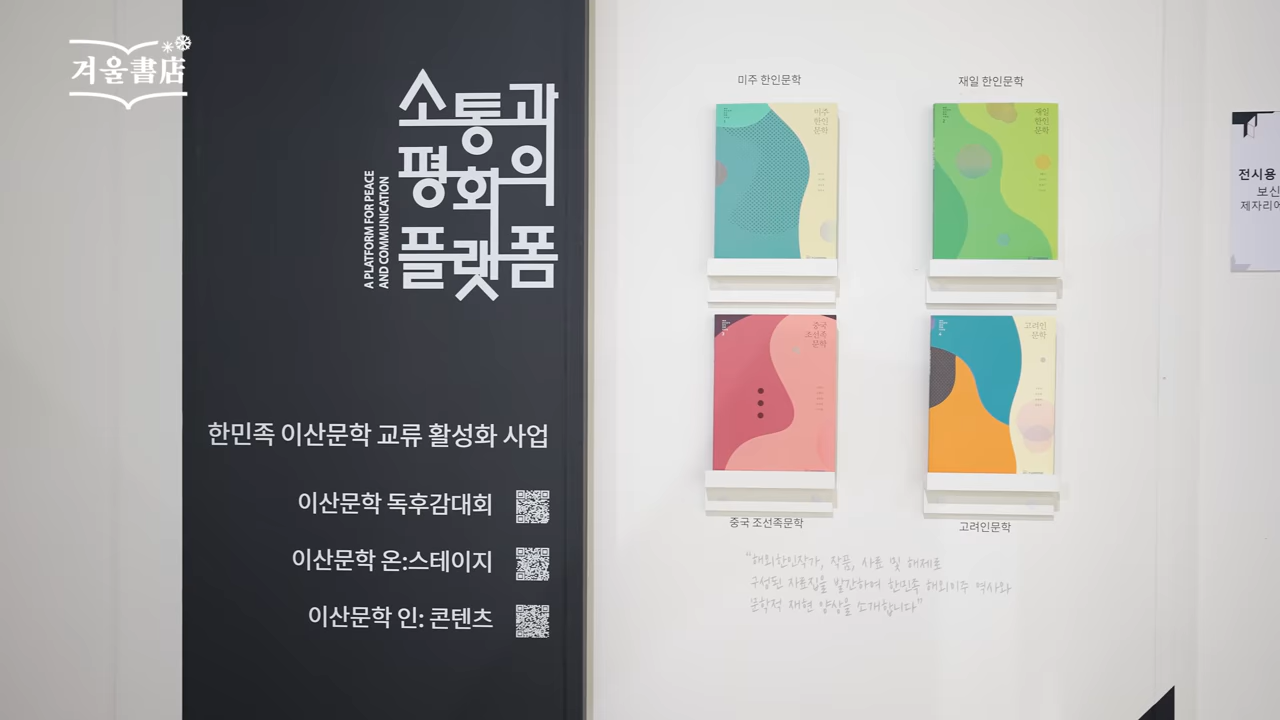 겨울書店
소통과
평화의
플랫폼
A PLATFORM FOR PEACE
AND COMMUNICATION
한민족 이산문학 교류 활성화 사업
이산문학 독후감대회
이산문학 온:스테이지
이산문학 인: 콘텐츠
미주 한인문학
재일 한인문학
미주
한인
문학
재일
한인
문학
중국
조선족
문학
고려인
문학
중국 조선족문학
고려인문학
“해외한인작가, 작품, 사료 및 해제로
구성된 자료집을 발간하여 한민족 해외이주 역사와
문학적 재현 양상을 소개합니다”
전시용
보신
제자리에